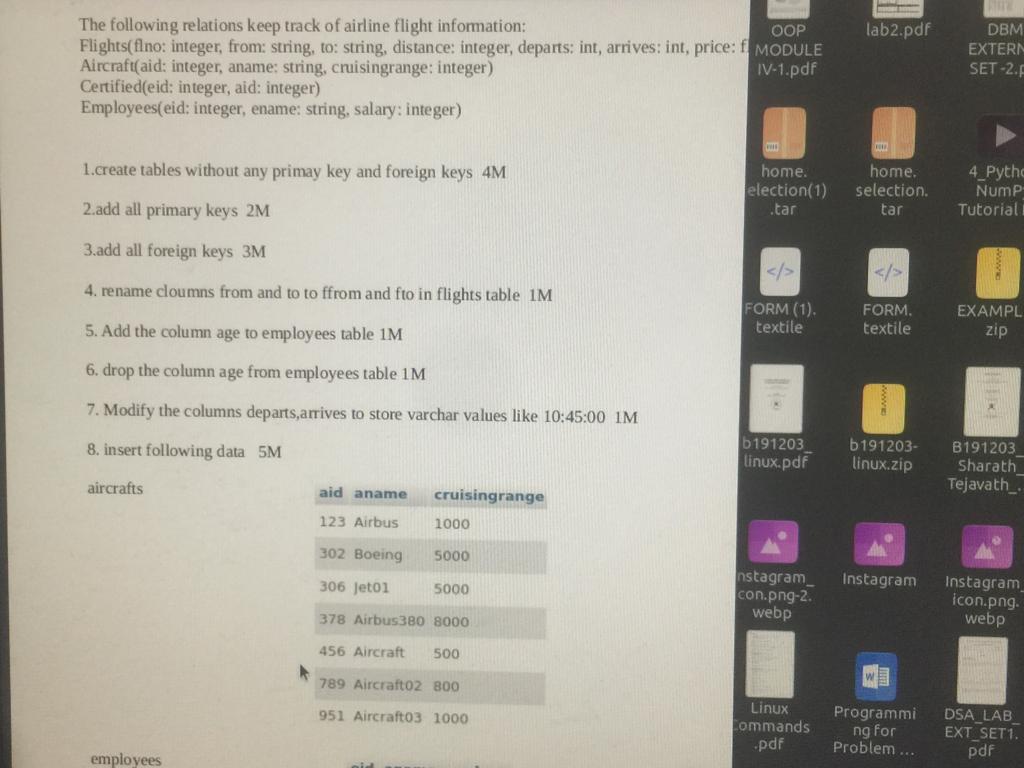 The following relations keep track of airline flight information:
Flights(flno: integer, from: string, to: string, distance: integer, departs: int, arrives: int, price: f
Aircraft(aid: integer, aname: string, cruisingrange: integer)
Certified(eid: integer, aid: integer)
Employees(eid: integer, ename: string, salary: integer)
1.create tables without any primay key and foreign keys 4M
2.add all primary keys 2M
3.add all foreign keys 3M
4. rename cloumns from and to to ffrom and fto in flights table 1M
5. Add the column age to employees table 1M
6. drop the column age from employees table 1M
7. Modify the columns departs,arrives to store varchar values like 10:45:00 1M
8. insert following data 5M
aircrafts
aid aname cruisingrange
123 Airbus 1000
302 Boeing 5000
306 Jet01 5000
378 Airbus380 8000
456 Aircraft 500
789 Aircraft02 800
951 Aircraft03 1000
employees
OOP
MODULE
IV-1.pdf
lab2.pdf
DBM
EXTERN
SET-2.p
home.
election(1)
.tar
home.
selection.
tar
4_Pytho
NumP
Tutorial
FORM (1).
textile
FORM.
textile
EXAMPL
zip
b191203_
linux.pdf
b191203-
linux.zip
B191203_
Sharath_
Tejavath_...
nstagram_
con.png-2.
webp
Instagram
Instagram_
icon.png.
webp
Linux
Commands
.pdf
W
Programmi
ng for
Problem ...
DSA_LAB_
EXT_SET1.
pdf